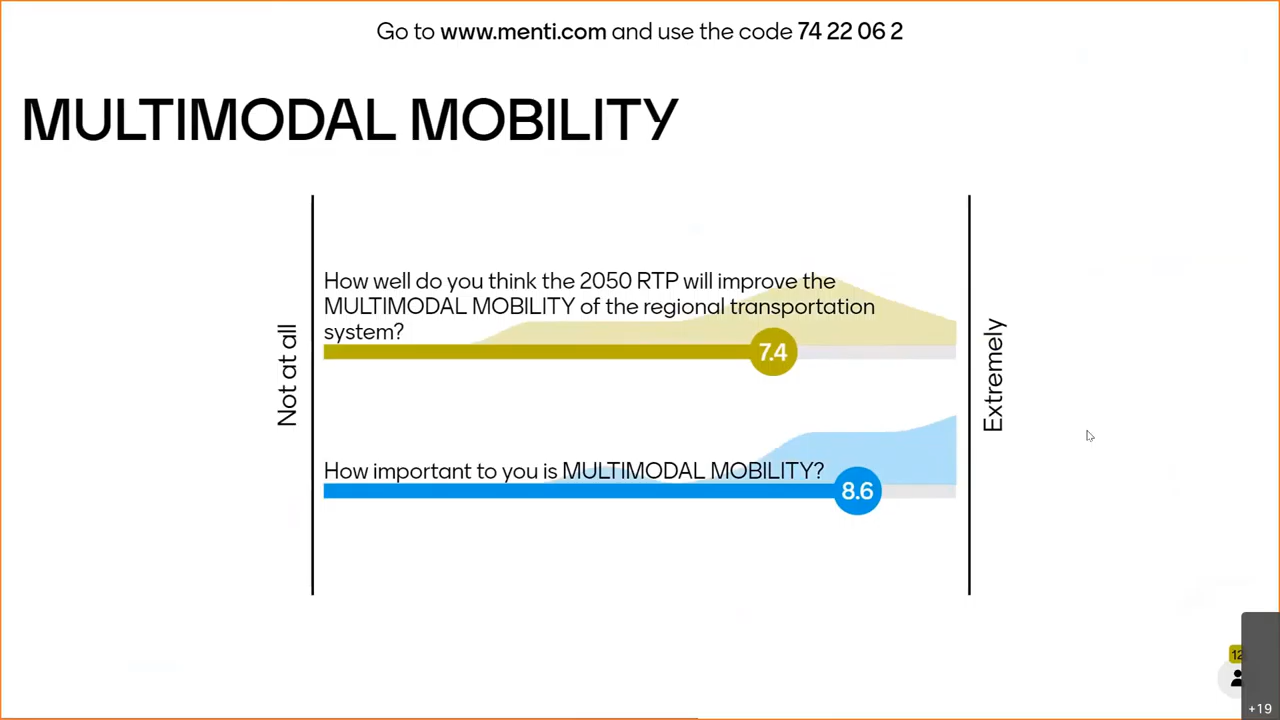 Go to www.menti.com and use the code 74 22 06 2
MULTIMODAL MOBILITY
Not at all
How well do you think the 2050 RTP will improve the
MULTIMODAL MOBILITY of the regional transportation
system?
7.4
How important to you is MULTIMODAL MOBILITY?
8.6
Extremely
12
+19